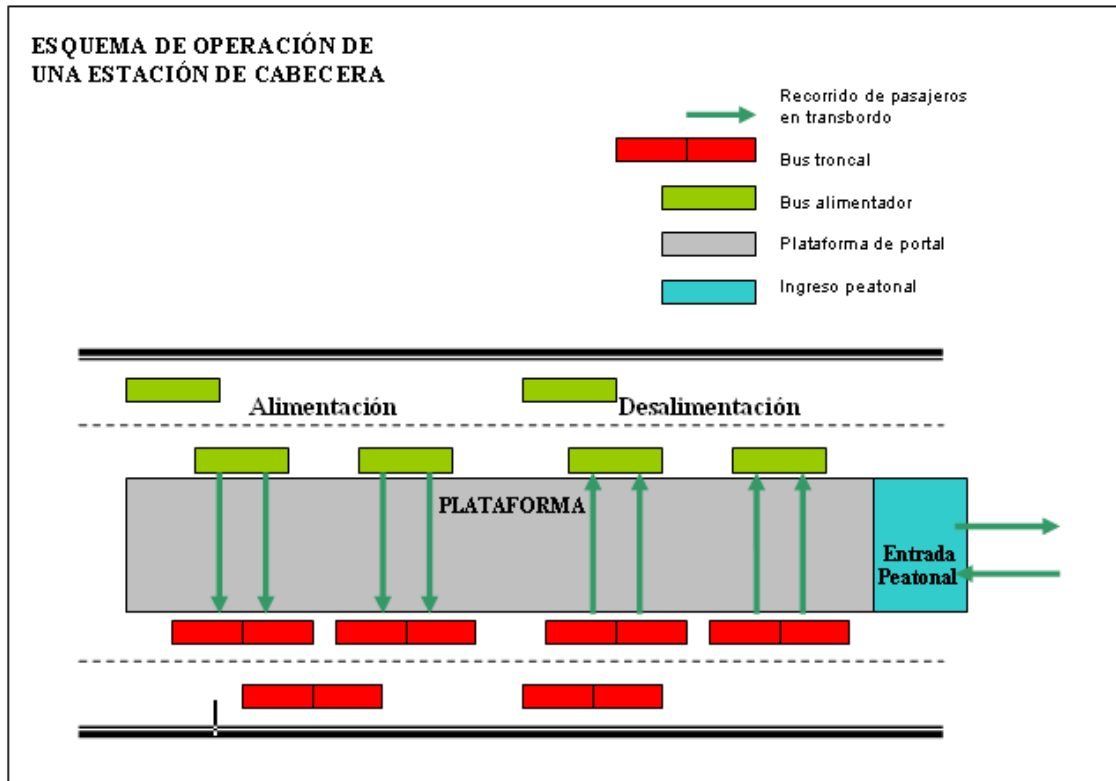 ESQUEMA DE OPERACIÓN DE
UNA ESTACIÓN DE CABECERA
Recorrido de pasajeros
en transbordo
Bus troncal
Bus alimentador
Plataforma de portal
Ingreso peatonal
Alimentación
Desalimentación
PLATAFORMA
Entrada
Peatonal